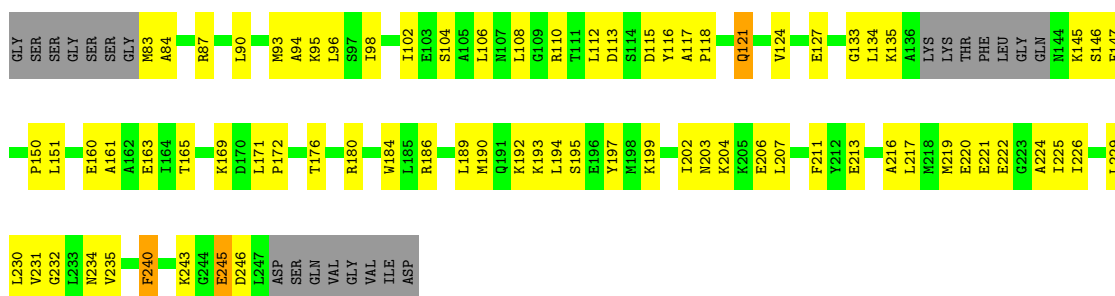 GLY SER SER GLY SER SER GLY M83 A84 R87 L90 M93 A94 K95 L96 S97 I98 I102 E103 S104 A105 L106 N107 L108 G109 R110 T111 L112 D113 S114 D115 Y116 A117 P118 Q121 V124 E127 G133 L134 K135 A136 LYS LYS THR PHE LEU GLY GLN N144 K145 S146
P150 L151 E160 A161 A162 E163 I164 T165 K169 D170 L171 P172 T176 R180 W184 L185 R186 L189 M190 Q191 K192 K193 L194 S195 E196 Y197 M198 K199 I202 N203 K204 K205 E206 L207 F211 Y212 E213 A216 L217 M218 M219 E220 E221 E222 G223 A224 I225 I226
L230 V231 G232 L233 N234 V235 F240 K243 G244 E245 D246 L247 ASP SER GLN VAL GLY VAL ILE ASP